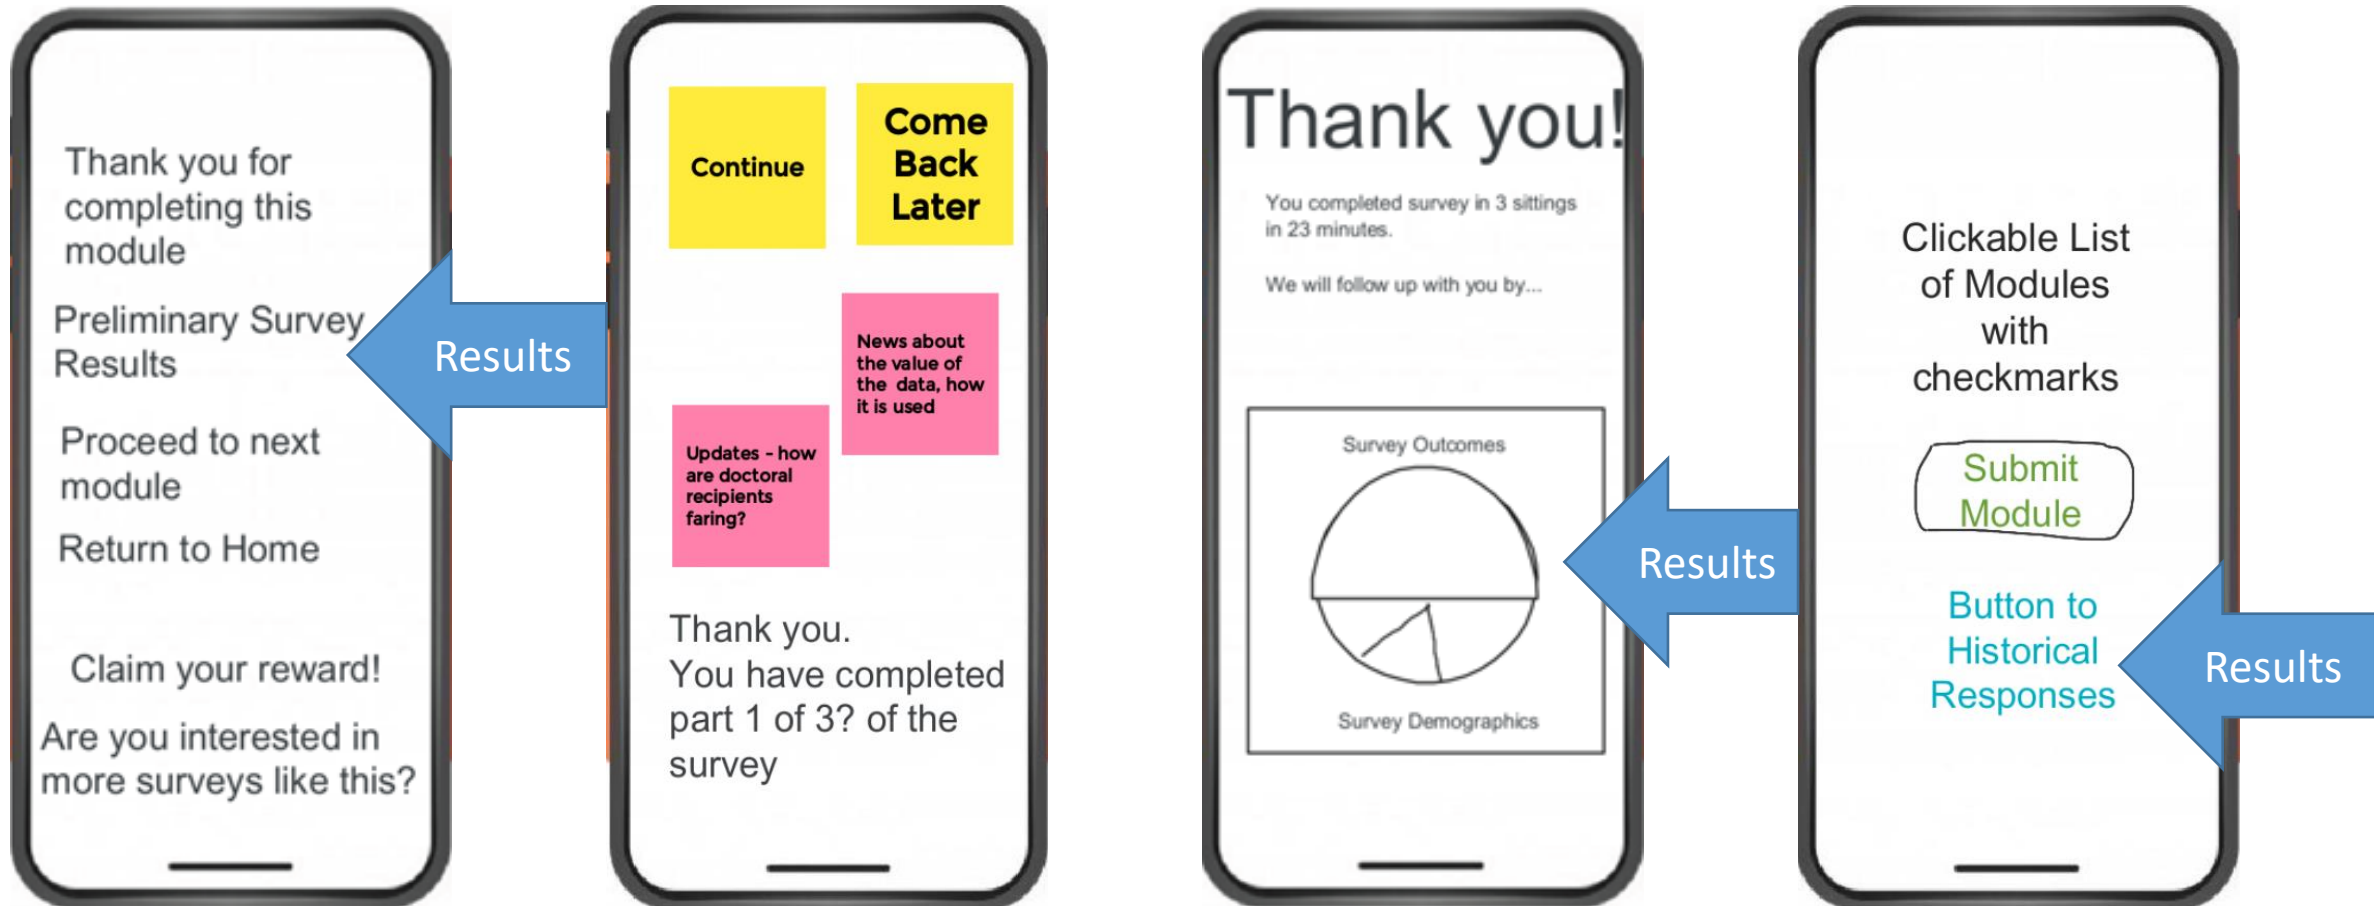 Thank you for
completing this
module
Preliminary Survey
Results
Proceed to next
module
Return to Home
Claim your reward!
Are you interested in
more surveys like this?
Results
Continue
Come
Back
Later
News about
the value of
the data, how
it is used
Updates - how
are doctoral
recipients
faring?
Thank you.
You have completed
part 1 of 3? of the
survey
Thank you!
You completed survey in 3 sittings
in 23 minutes.
We will follow up with you by...
Survey Outcomes
Survey Demographics
Results
Clickable List
of Modules
with
checkmarks
Submit
Module
Button to
Historical
Responses
Results